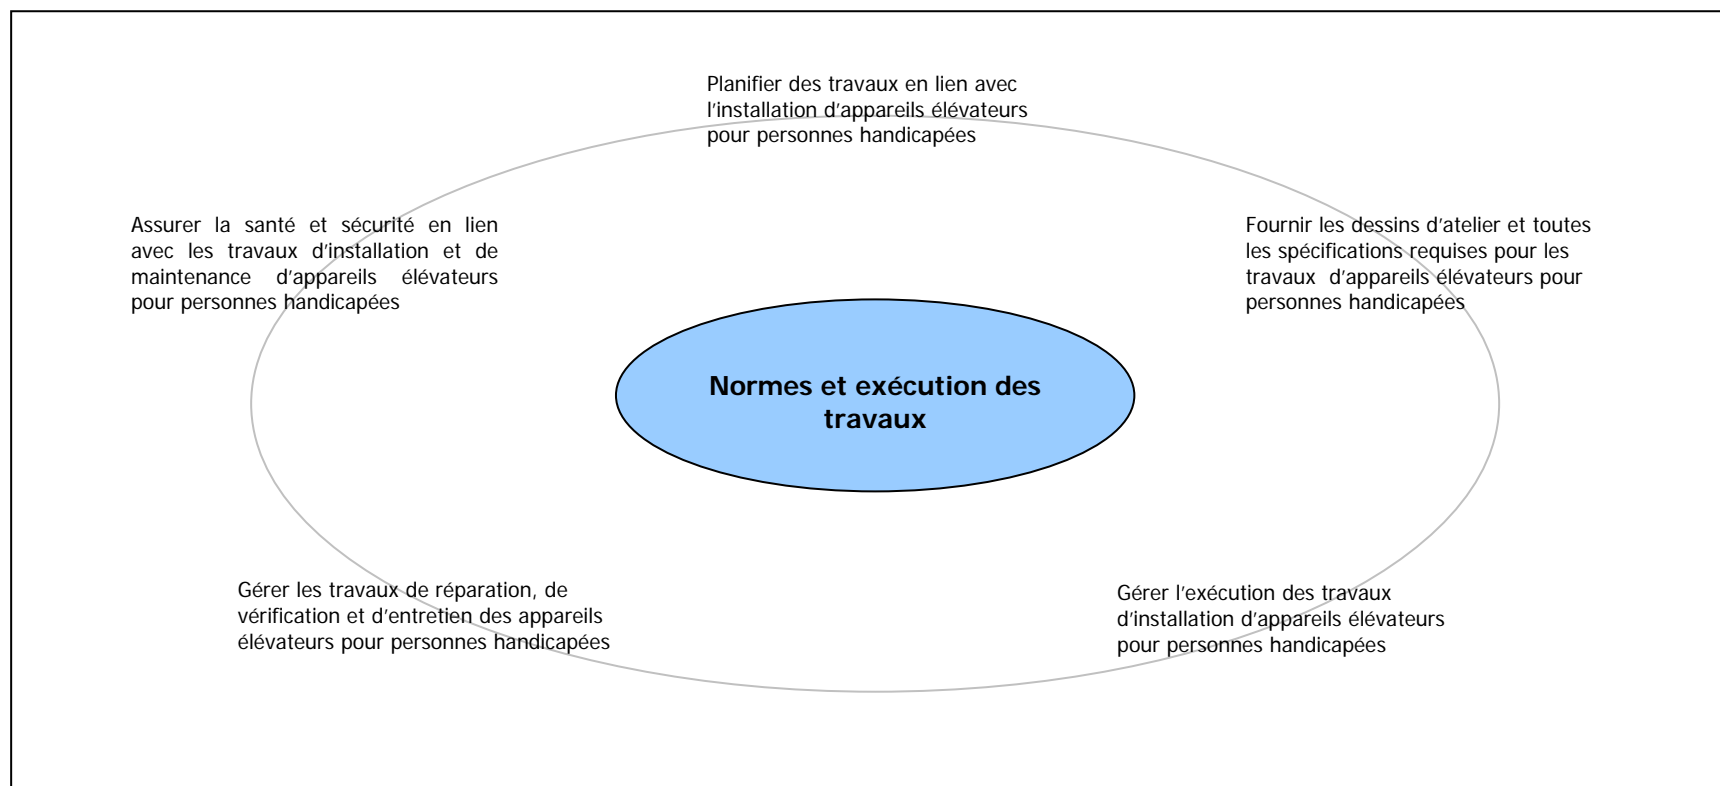 Planifier des travaux en lien avec
l'installation d'appareils élévateurs
pour personnes handicapées
Assurer la santé et sécurité en lien
avec les travaux d'installation et de
maintenance d'appareils élévateurs
pour personnes handicapées
Fournir les dessins d'atelier et toutes
les spécifications requises pour les
travaux d'appareils élévateurs pour
personnes handicapées
Normes et exécution des
travaux
Gérer les travaux de réparation, de
vérification et d'entretien des appareils
élévateurs pour personnes handicapées
Gérer l'exécution des travaux
d'installation d'appareils élévateurs
pour personnes handicapées